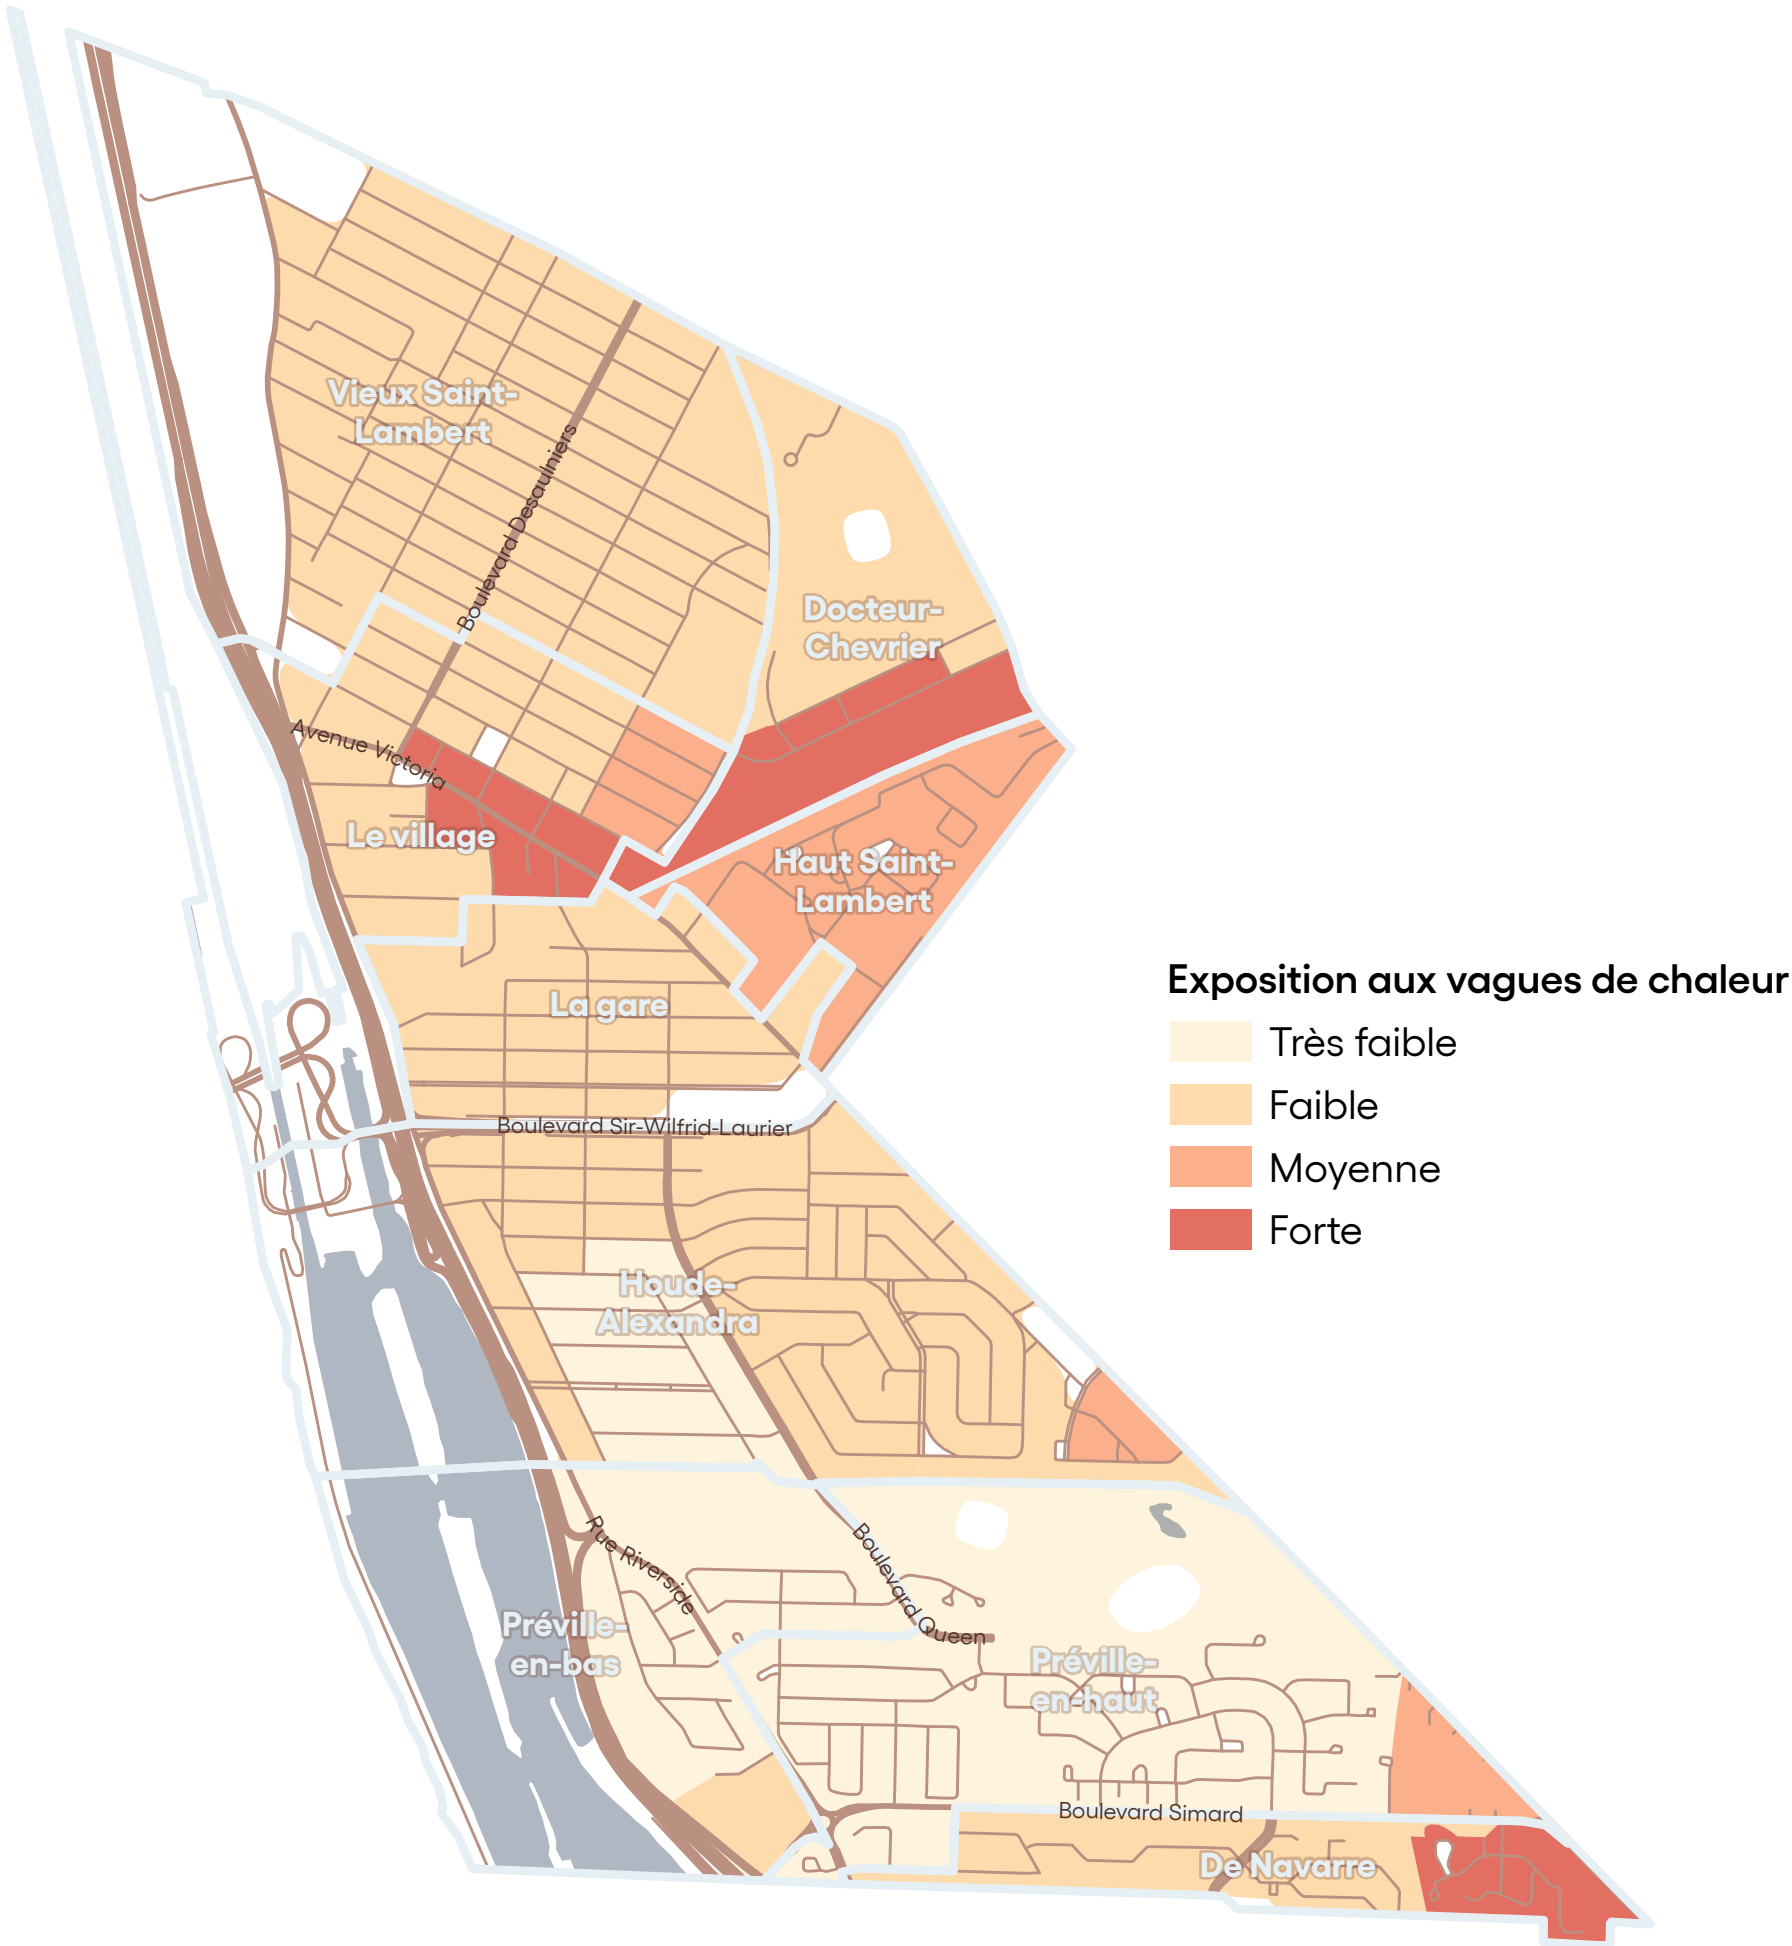 Vieux Saint-
Lambert
Boulevard Desaulniers
Docteur-
Chevrier
Avenue Victoria
Le village
Haut Saint-
Lambert
La gare
Exposition aux vagues de chaleur
Très faible
Faible
Moyenne
Forte
Boulevard Sir-Wilfrid-Laurier
Houde-
Alexandra
Rue Riverside
Boulevard Queen
Préville-
en-bas
Préville-
en-haut
Boulevard Simard
De Navarre